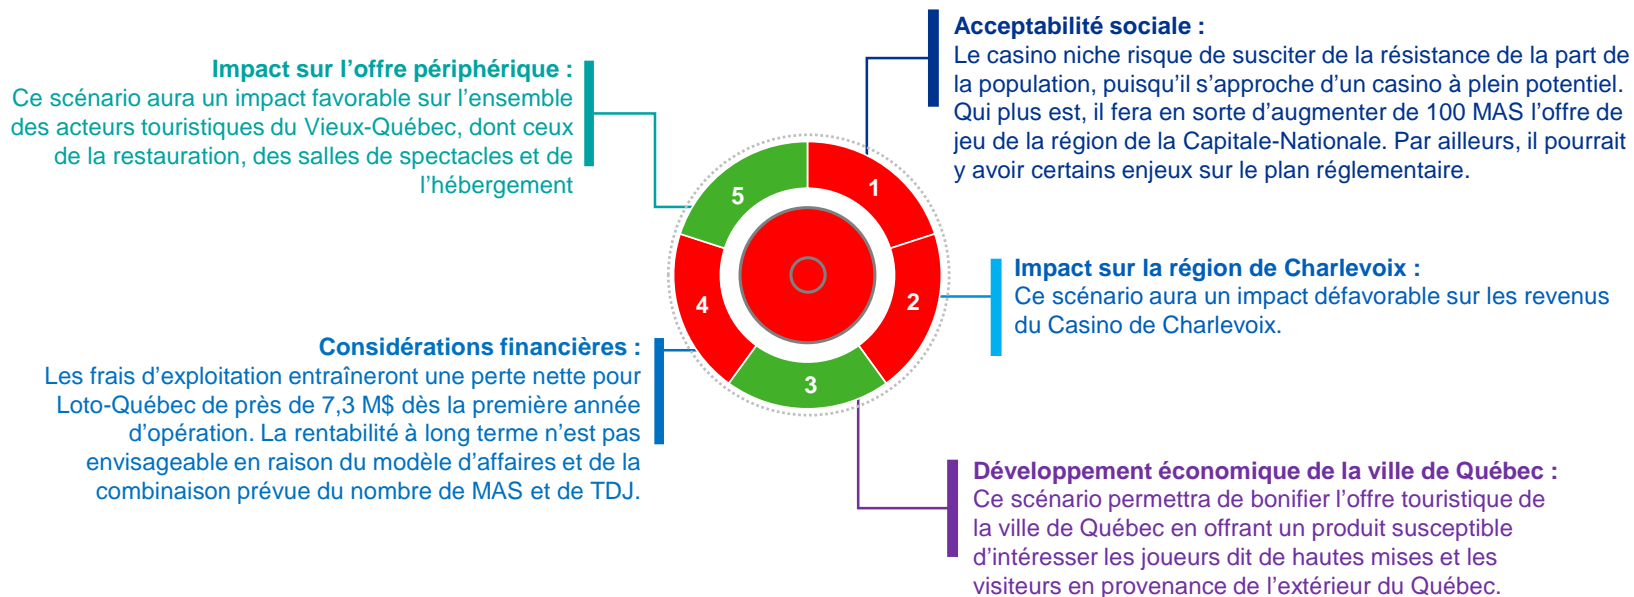 Acceptabilité sociale :
Le casino niche risque de susciter de la résistance de la part de
la population, puisqu'il s'approche d'un casino à plein potentiel.
Qui plus est, il fera en sorte d'augmenter de 100 MAS l'offre de
jeu de la région de la Capitale-Nationale. Par ailleurs, il pourrait
y avoir certains enjeux sur le plan réglementaire.
Impact sur l'offre périphérique :
Ce scénario aura un impact favorable sur l'ensemble
des acteurs touristiques du Vieux-Québec, dont ceux
de la restauration, des salles de spectacles et de
l'hébergement
5
1
4
2
3
Impact sur la région de Charlevoix :
Ce scénario aura un impact défavorable sur les revenus
du Casino de Charlevoix.
Considérations financières :
Les frais d'exploitation entraîneront une perte nette pour
Loto-Québec de près de 7,3 M$ dès la première année
d'opération. La rentabilité à long terme n'est pas
envisageable en raison du modèle d'affaires et de la
combinaison prévue du nombre de MAS et de TDJ.
Développement économique de la ville de Québec :
Ce scénario permettra de bonifier l'offre touristique de
la ville de Québec en offrant un produit susceptible
d'intéresser les joueurs dit de hautes mises et les
visiteurs en provenance de l'extérieur du Québec.